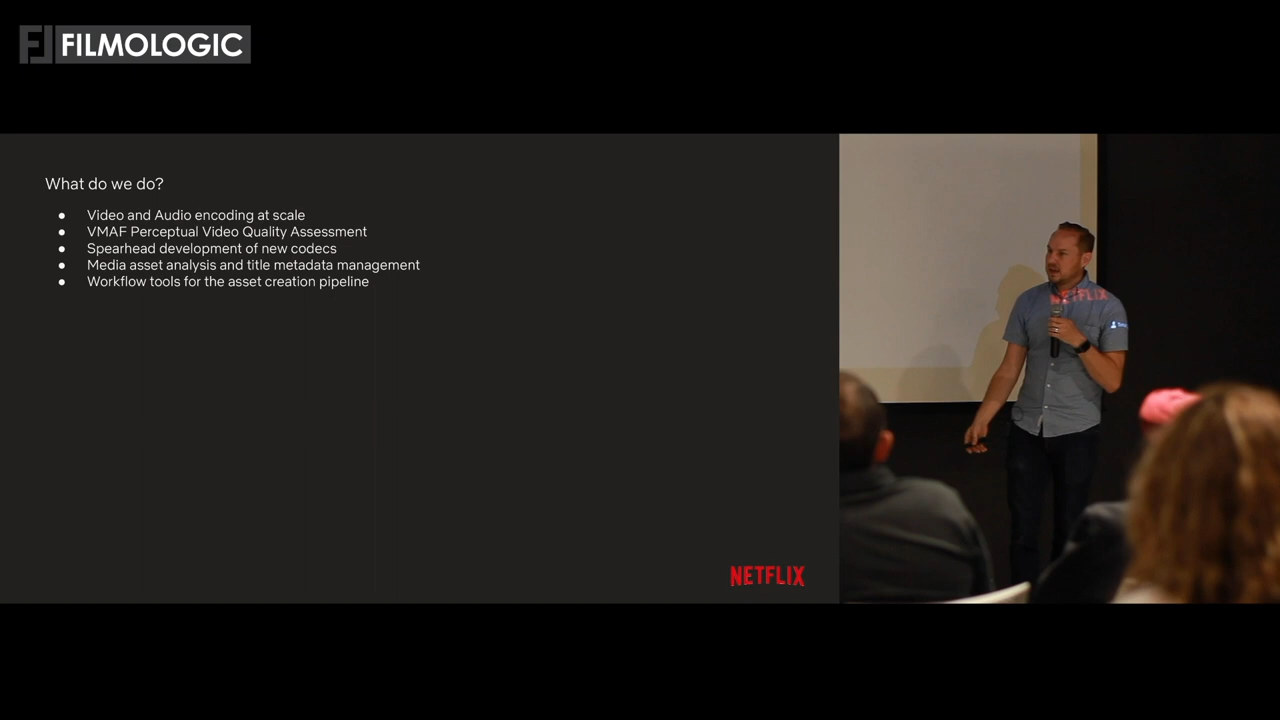 FILMOLOGIC
What do we do?
● Video and Audio encoding at scale
● VMAF Perceptual Video Quality Assessment
● Spearhead development of new codecs
● Media asset analysis and title metadata management
● Workflow tools for the asset creation pipeline
NETFLIX
NETFLIX